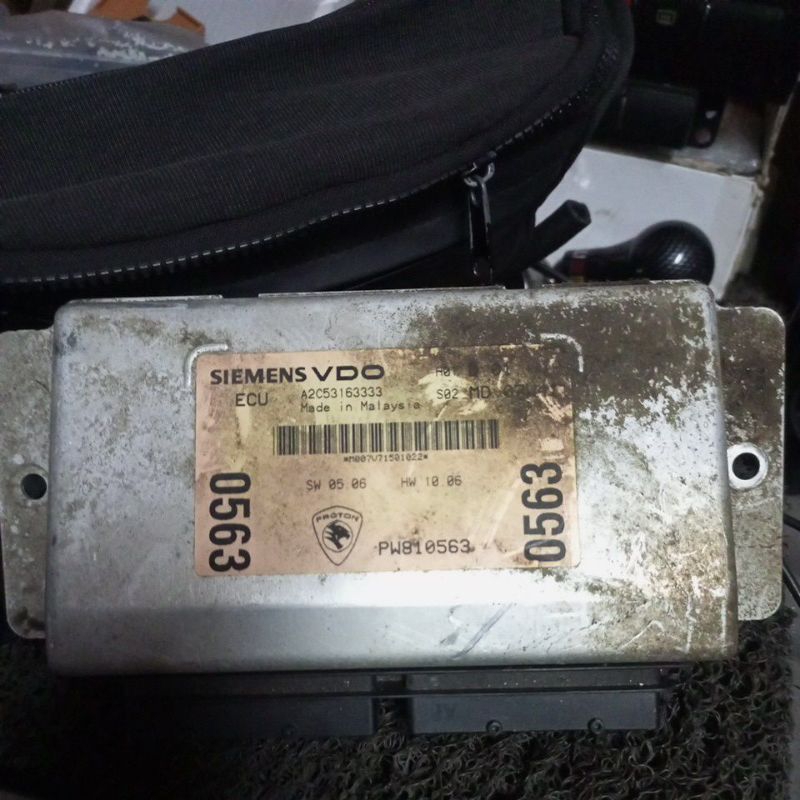 SIEMENS VDO
ECU A2C53163333 S02 MD
Made in Malaysia
*M007V71501022*
SW 05.06 HW 10.06
0563
0563
PROTON
PW810563